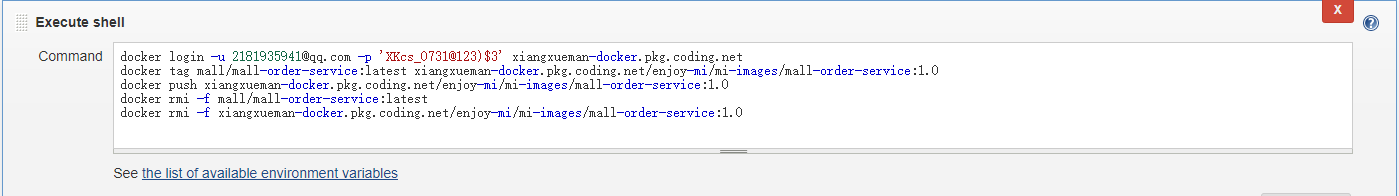 Execute shell
X
Command
docker login -u 2181935941@qq.com -p 'XKcs_0731@123)$3' xiangxueman-docker.pkg.coding.net
docker tag mall/mall-order-service:latest xiangxueman-docker.pkg.coding.net/enjoy-mi/mi-images/mall-order-service:1.0
docker push xiangxueman-docker.pkg.coding.net/enjoy-mi/mi-images/mall-order-service:1.0
docker rmi -f mall/mall-order-service:latest
docker rmi -f xiangxueman-docker.pkg.coding.net/enjoy-mi/mi-images/mall-order-service:1.0
See the list of available environment variables